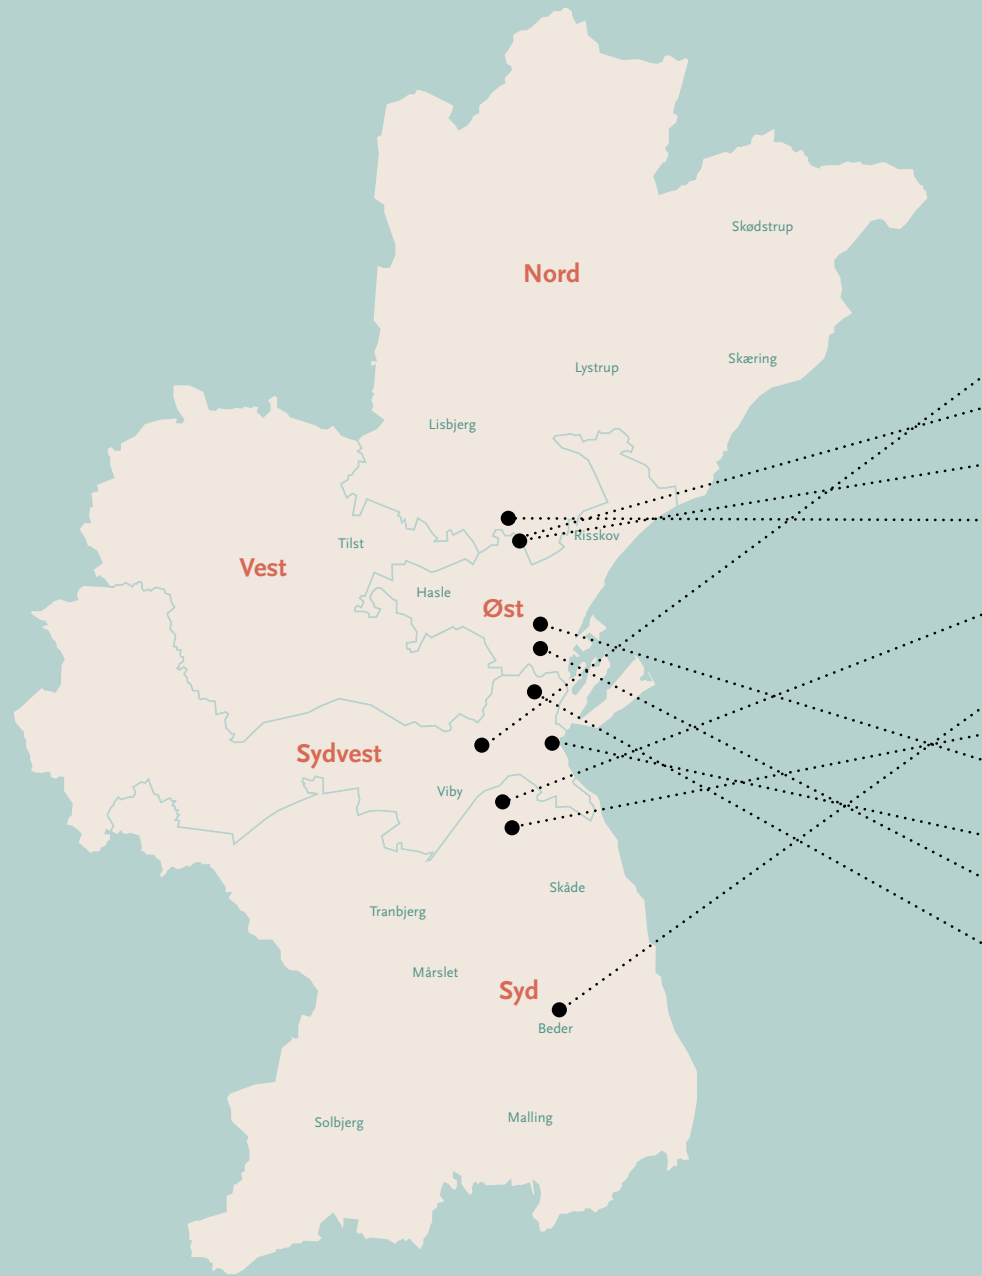 Skødstrup
Nord
Skæring
Lystrup
Lisbjerg
Risskov
Tilst
Vest
Hasle
Øst
Sydvest
Viby
Skåde
Tranbjerg
Mårslet
Syd
Beder
Malling
Solbjerg